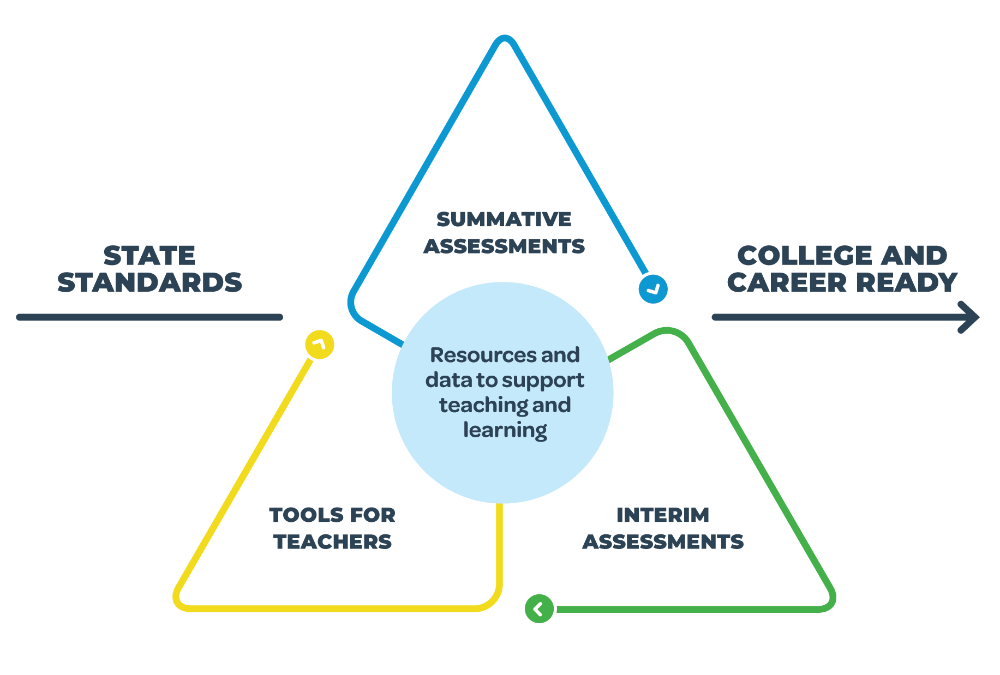 SUMMATIVE
ASSESSMENTS
STATE
STANDARDS
COLLEGE AND
CAREER READY
Resources and
data to support
teaching and
learning
TOOLS FOR
TEACHERS
INTERIM
ASSESSMENTS